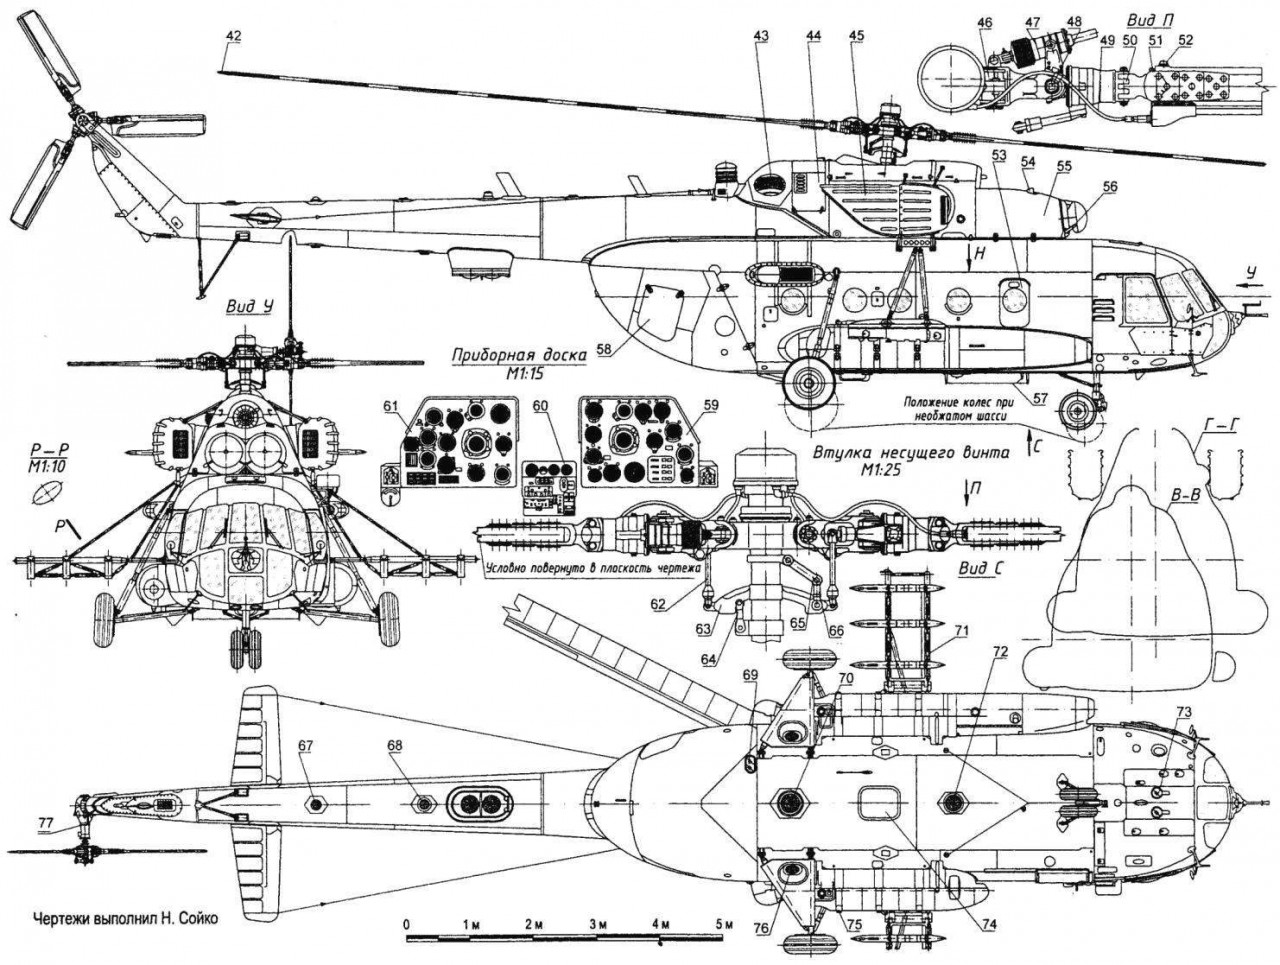 42
43
44
45
46
47
48
Вид П
49
50
51
52
53
54
55
56
Н
У
Вид У
58
Приборная доска
М1:15
57
Положение колес при
необжатом шасси
С
61
60
59
Р – Р
М1:10
Р
Втулка несущего винта
М1:25
П
Г – Г
В–В
Условно повернуто в плоскость чертежа
Вид С
62
63
64
65
66
71
72
69
70
73
67
68
77
76
75
74
Чертежи выполнил Н. Сойко
0 1 м 2 м 3 м 4 м 5 м